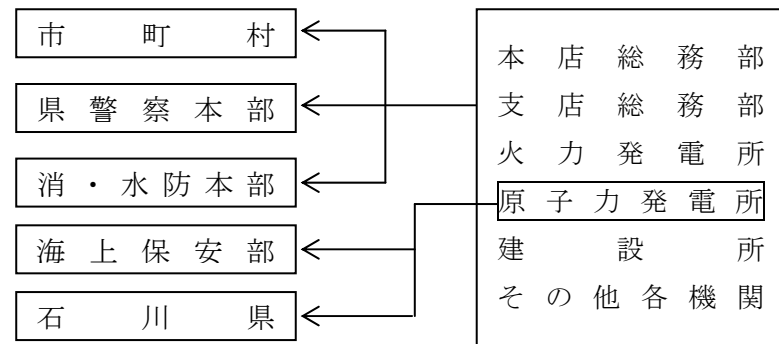 市町村
県警察本部
消・水防本部
海上保安部
石川県
本店総務部
支店総務部
火力発電所
原子力発電所
建設所
その他各機関